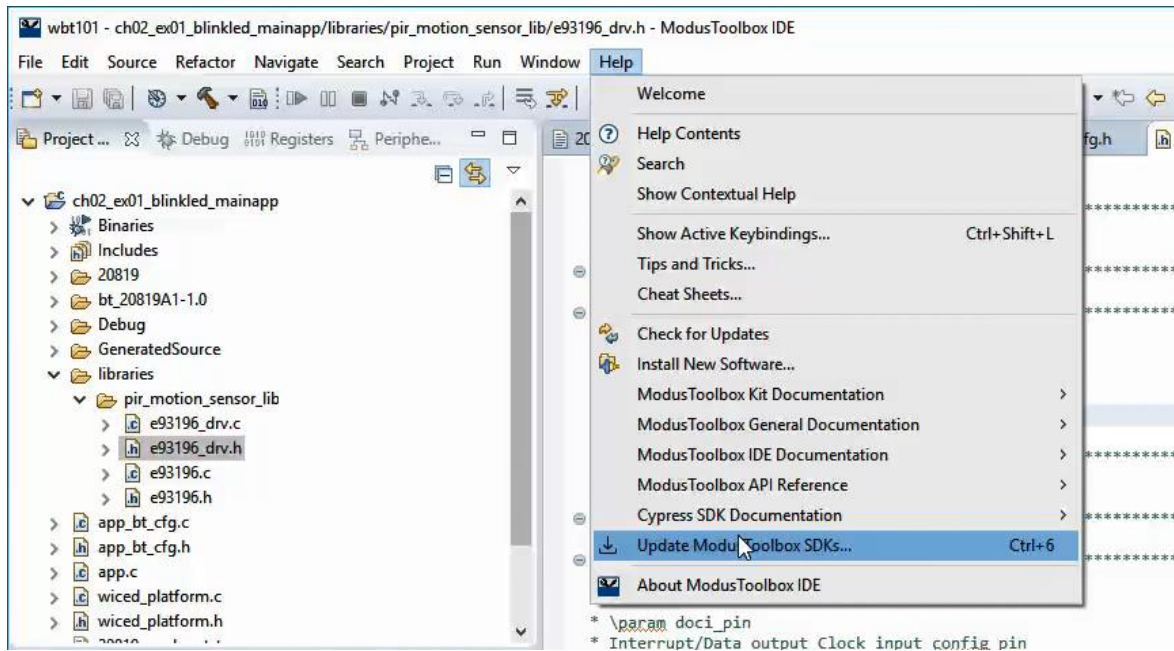 wbt101 - ch02_ex01_blinkled_mainapp/libraries/pir_motion_sensor_lib/e93196_drv.h - ModusToolbox IDE
File Edit Source Refactor Navigate Search Project Run Window Help
Project ... Debug Registers Periphe...
fg.h
ch02_ex01_blinkled_mainapp
Binaries
Includes
20819
bt_20819A1-1.0
Debug
GeneratedSource
libraries
pir_motion_sensor_lib
e93196_drv.c
e93196_drv.h
e93196.c
e93196.h
app_bt_cfg.c
app_bt_cfg.h
app.c
wiced_platform.c
wiced_platform.h
Welcome
Help Contents
Search
Show Contextual Help
Show Active Keybindings... Ctrl+Shift+L
Tips and Tricks...
Cheat Sheets...
Check for Updates
Install New Software...
ModusToolbox Kit Documentation
ModusToolbox General Documentation
ModusToolbox IDE Documentation
ModusToolbox API Reference
Cypress SDK Documentation
Update ModusToolbox SDKs... Ctrl+6
About ModusToolbox IDE
* \param doci_pin
* Interrupt/Data output Clock input config pin